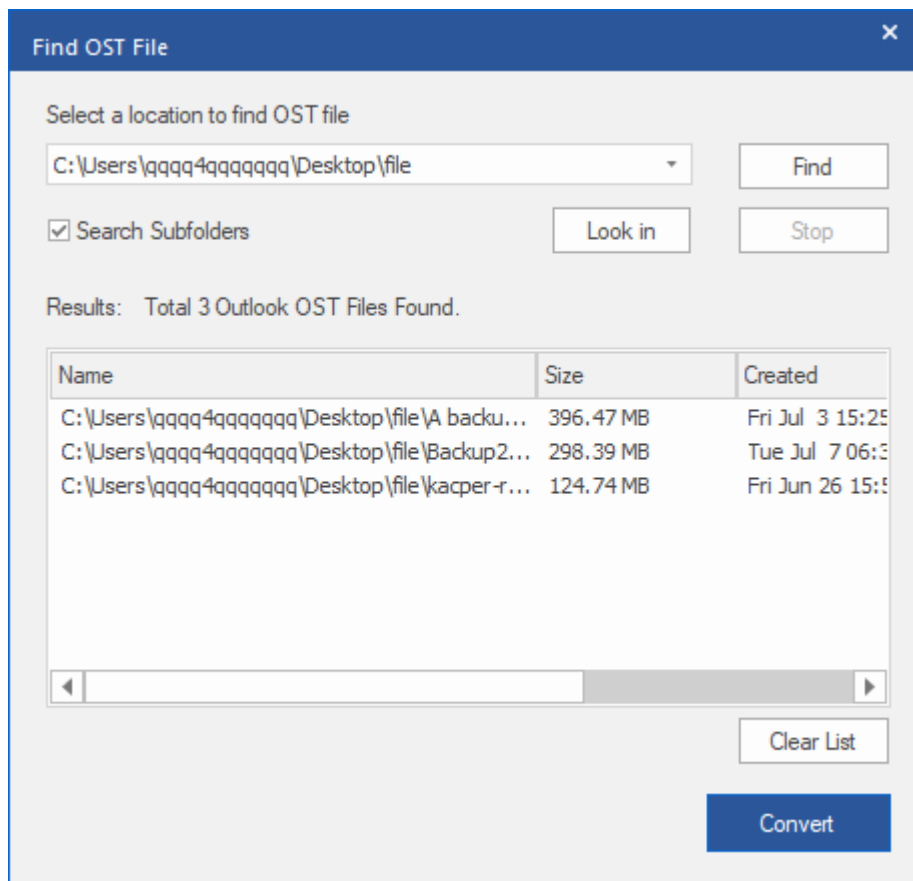 Find OST File
Select a location to find OST file
C:\Users\qqqq4qqqqqqq\Desktop\file
Find
Search Subfolders
Look in
Stop
Results: Total 3 Outlook OST Files Found.
Name Size Created
C:\Users\qqqq4qqqqqqq\Desktop\file\A backu... 396.47 MB Fri Jul 3 15:25
C:\Users\qqqq4qqqqqqq\Desktop\file\Backup2... 298.39 MB Tue Jul 7 06:3
C:\Users\qqqq4qqqqqqq\Desktop\file\kacper-r... 124.74 MB Fri Jun 26 15:5
Clear List
Convert